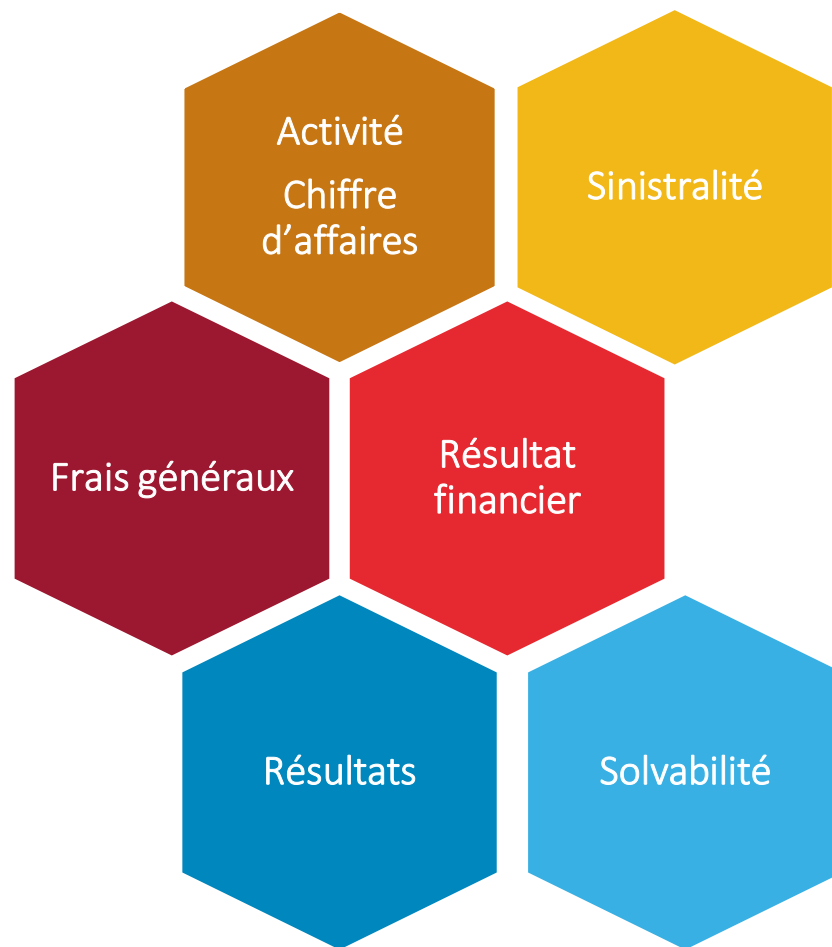 Activité
Chiffre
d’affaires
Sinistralité
Frais généraux
Résultat
financier
Résultats
Solvabilité